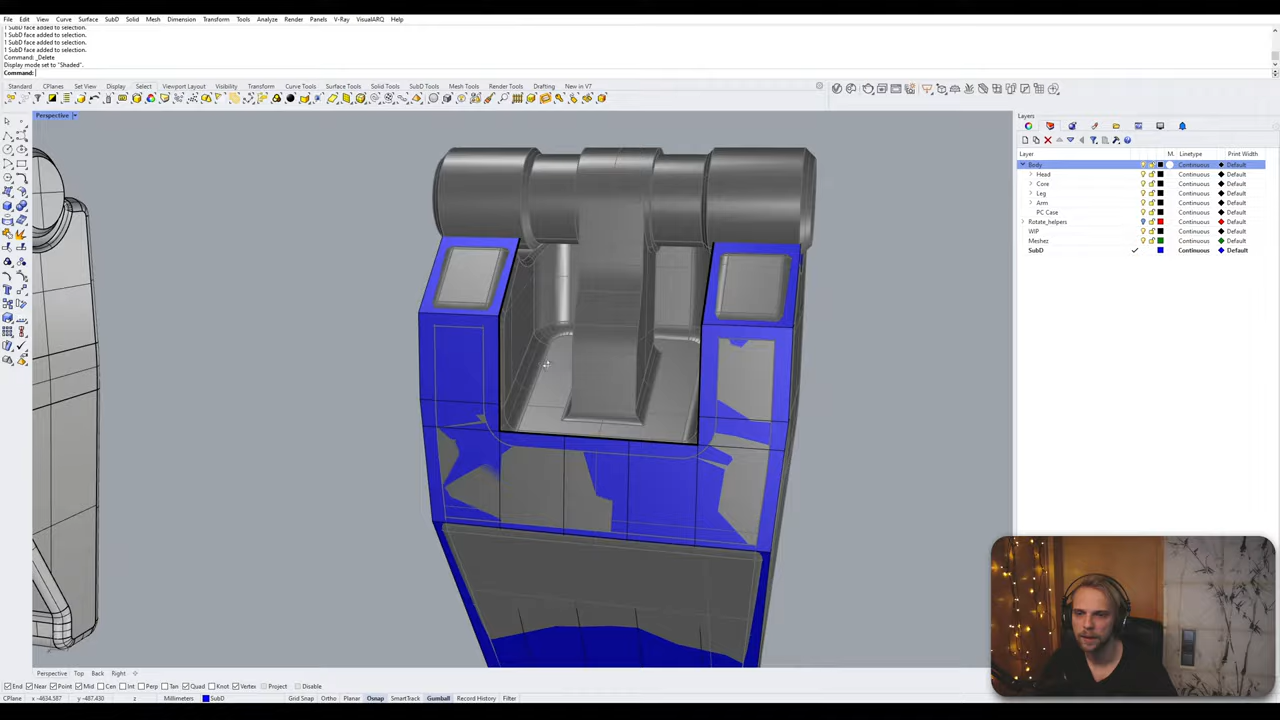 File Edit View Curve Surface SubD Solid Mesh Dimension Transform Tools Analyze Render Panels V-Ray VisualARQ Help
1 SubD face added to selection.
1 SubD face added to selection.
1 SubD face added to selection.
1 SubD face added to selection.
Command: _Delete
Display mode set to "Shaded".
Command:
Standard CPlanes Set View Display Select Viewport Layout Visibility Transform Curve Tools Surface Tools Solid Tools SubD Tools Mesh Tools Render Tools Drafting New in V7
Perspective
Layers
Layer M. Linetype Print Width
Body Continuous Default
Head Continuous Default
Core Continuous Default
Leg Continuous Default
Arm Continuous Default
PC Case Continuous Default
Rotate_helpers Continuous Default
WIP Continuous Default
Meshez Continuous Default
SubD Continuous Default
Perspective Top Back Right
End Near Point Mid Cen Int Perp Tan Quad Knot Vertex Project Disable
CPlane x -4634.587 y -487.430 z Millimeters SubD Grid Snap Ortho Planar Osnap SmartTrack Gumball Record History Filter